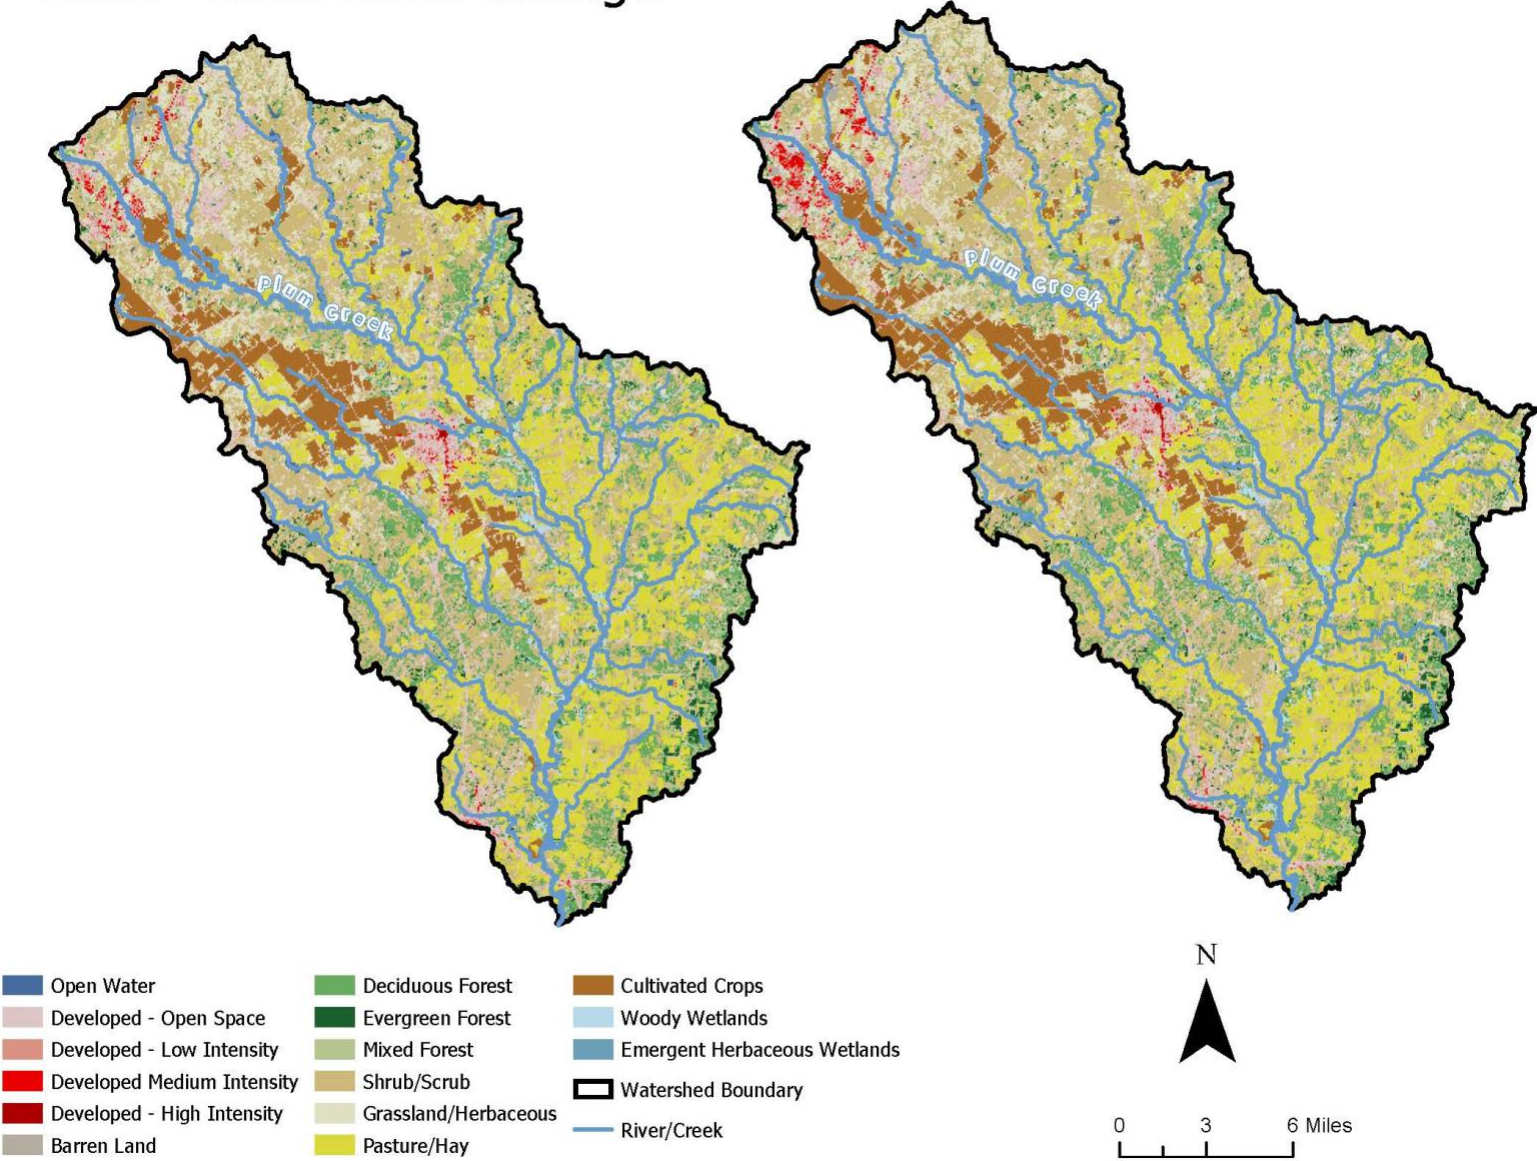 Plum Creek
Plum Creek
Open Water
Developed - Open Space
Developed - Low Intensity
Developed Medium Intensity
Developed - High Intensity
Barren Land
Deciduous Forest
Evergreen Forest
Mixed Forest
Shrub/Scrub
Grassland/Herbaceous
Pasture/Hay
Cultivated Crops
Woody Wetlands
Emergent Herbaceous Wetlands
Watershed Boundary
River/Creek
N
0 3 6 Miles